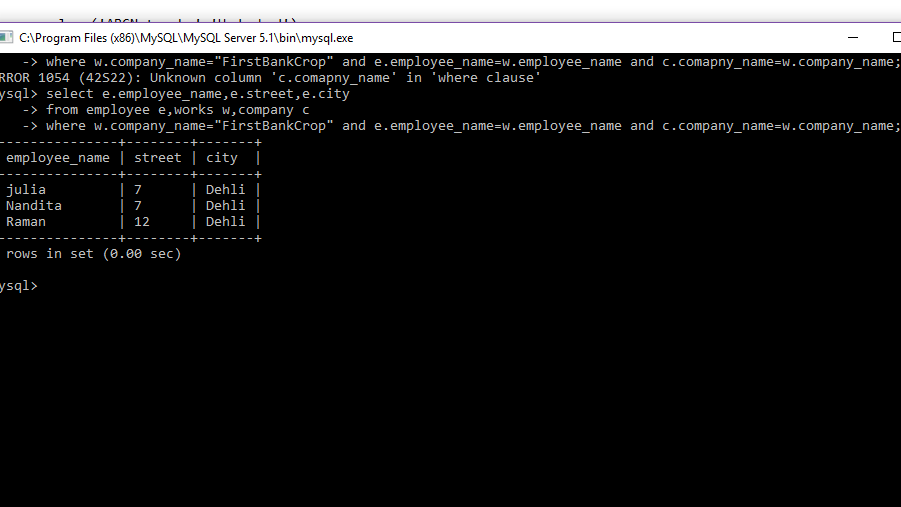 C:\Program Files (x86)\MySQL\MySQL Server 5.1\bin\mysql.exe
-> where w.company_name="FirstBankCrop" and e.employee_name=w.employee_name and c.comapny_name=w.company_name;
RROR 1054 (42S22): Unknown column 'c.comapny_name' in 'where clause'
ysql> select e.employee_name,e.street,e.city
-> from employee e,works w,company c
-> where w.company_name="FirstBankCrop" and e.employee_name=w.employee_name and c.company_name=w.company_name;
---------------+--------+-------+
employee_name | street | city |
---------------+--------+-------+
julia | 7 | Dehli |
Nandita | 7 | Dehli |
Raman | 12 | Dehli |
---------------+--------+-------+
rows in set (0.00 sec)
ysql>